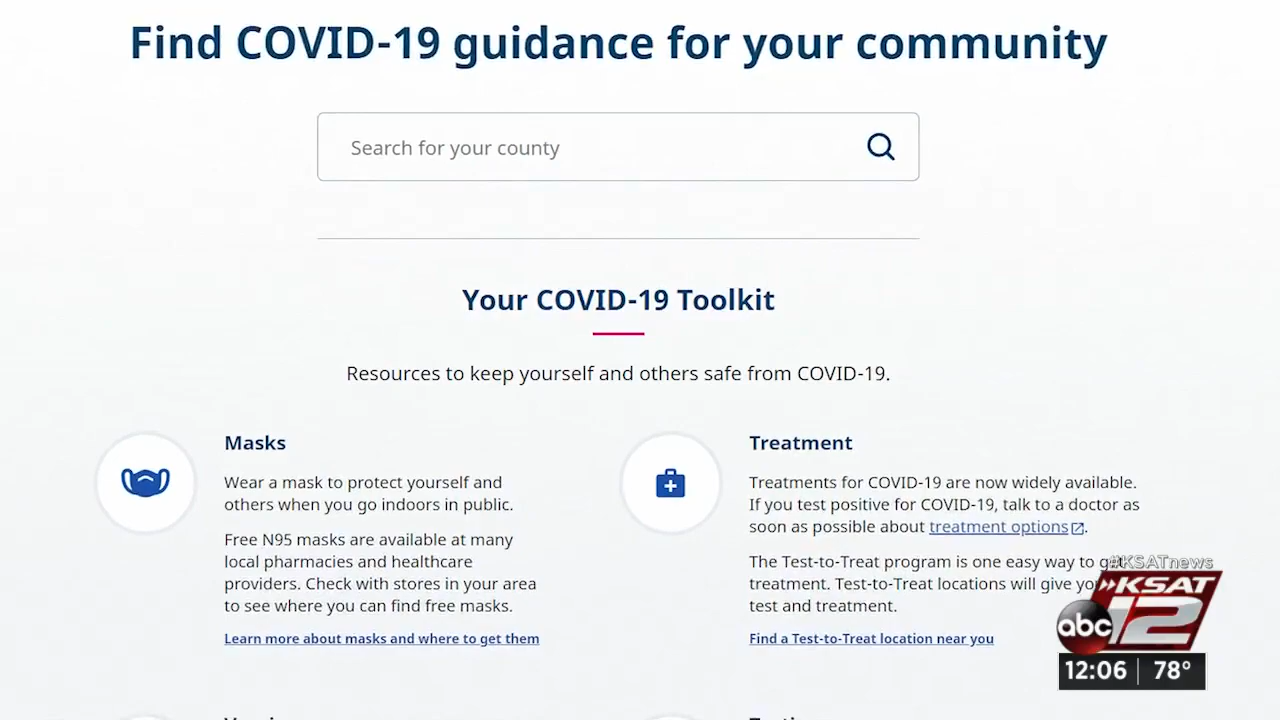 Find COVID-19 guidance for your community
Search for your county
Your COVID-19 Toolkit
Resources to keep yourself and others safe from COVID-19.
Masks
Wear a mask to protect yourself and
others when you go indoors in public.
Free N95 masks are available at many
local pharmacies and healthcare
providers. Check with stores in your area
to see where you can find free masks.
Learn more about masks and where to get them
Treatment
Treatments for COVID-19 are now widely available.
If you test positive for COVID-19, talk to a doctor as
soon as possible about treatment options.
The Test-to-Treat program is one easy way to get
treatment. Test-to-Treat locations will give you
test and treatment.
Find a Test-to-Treat location near you
#KSATnews
KSAT
abc 12
12:06 78°